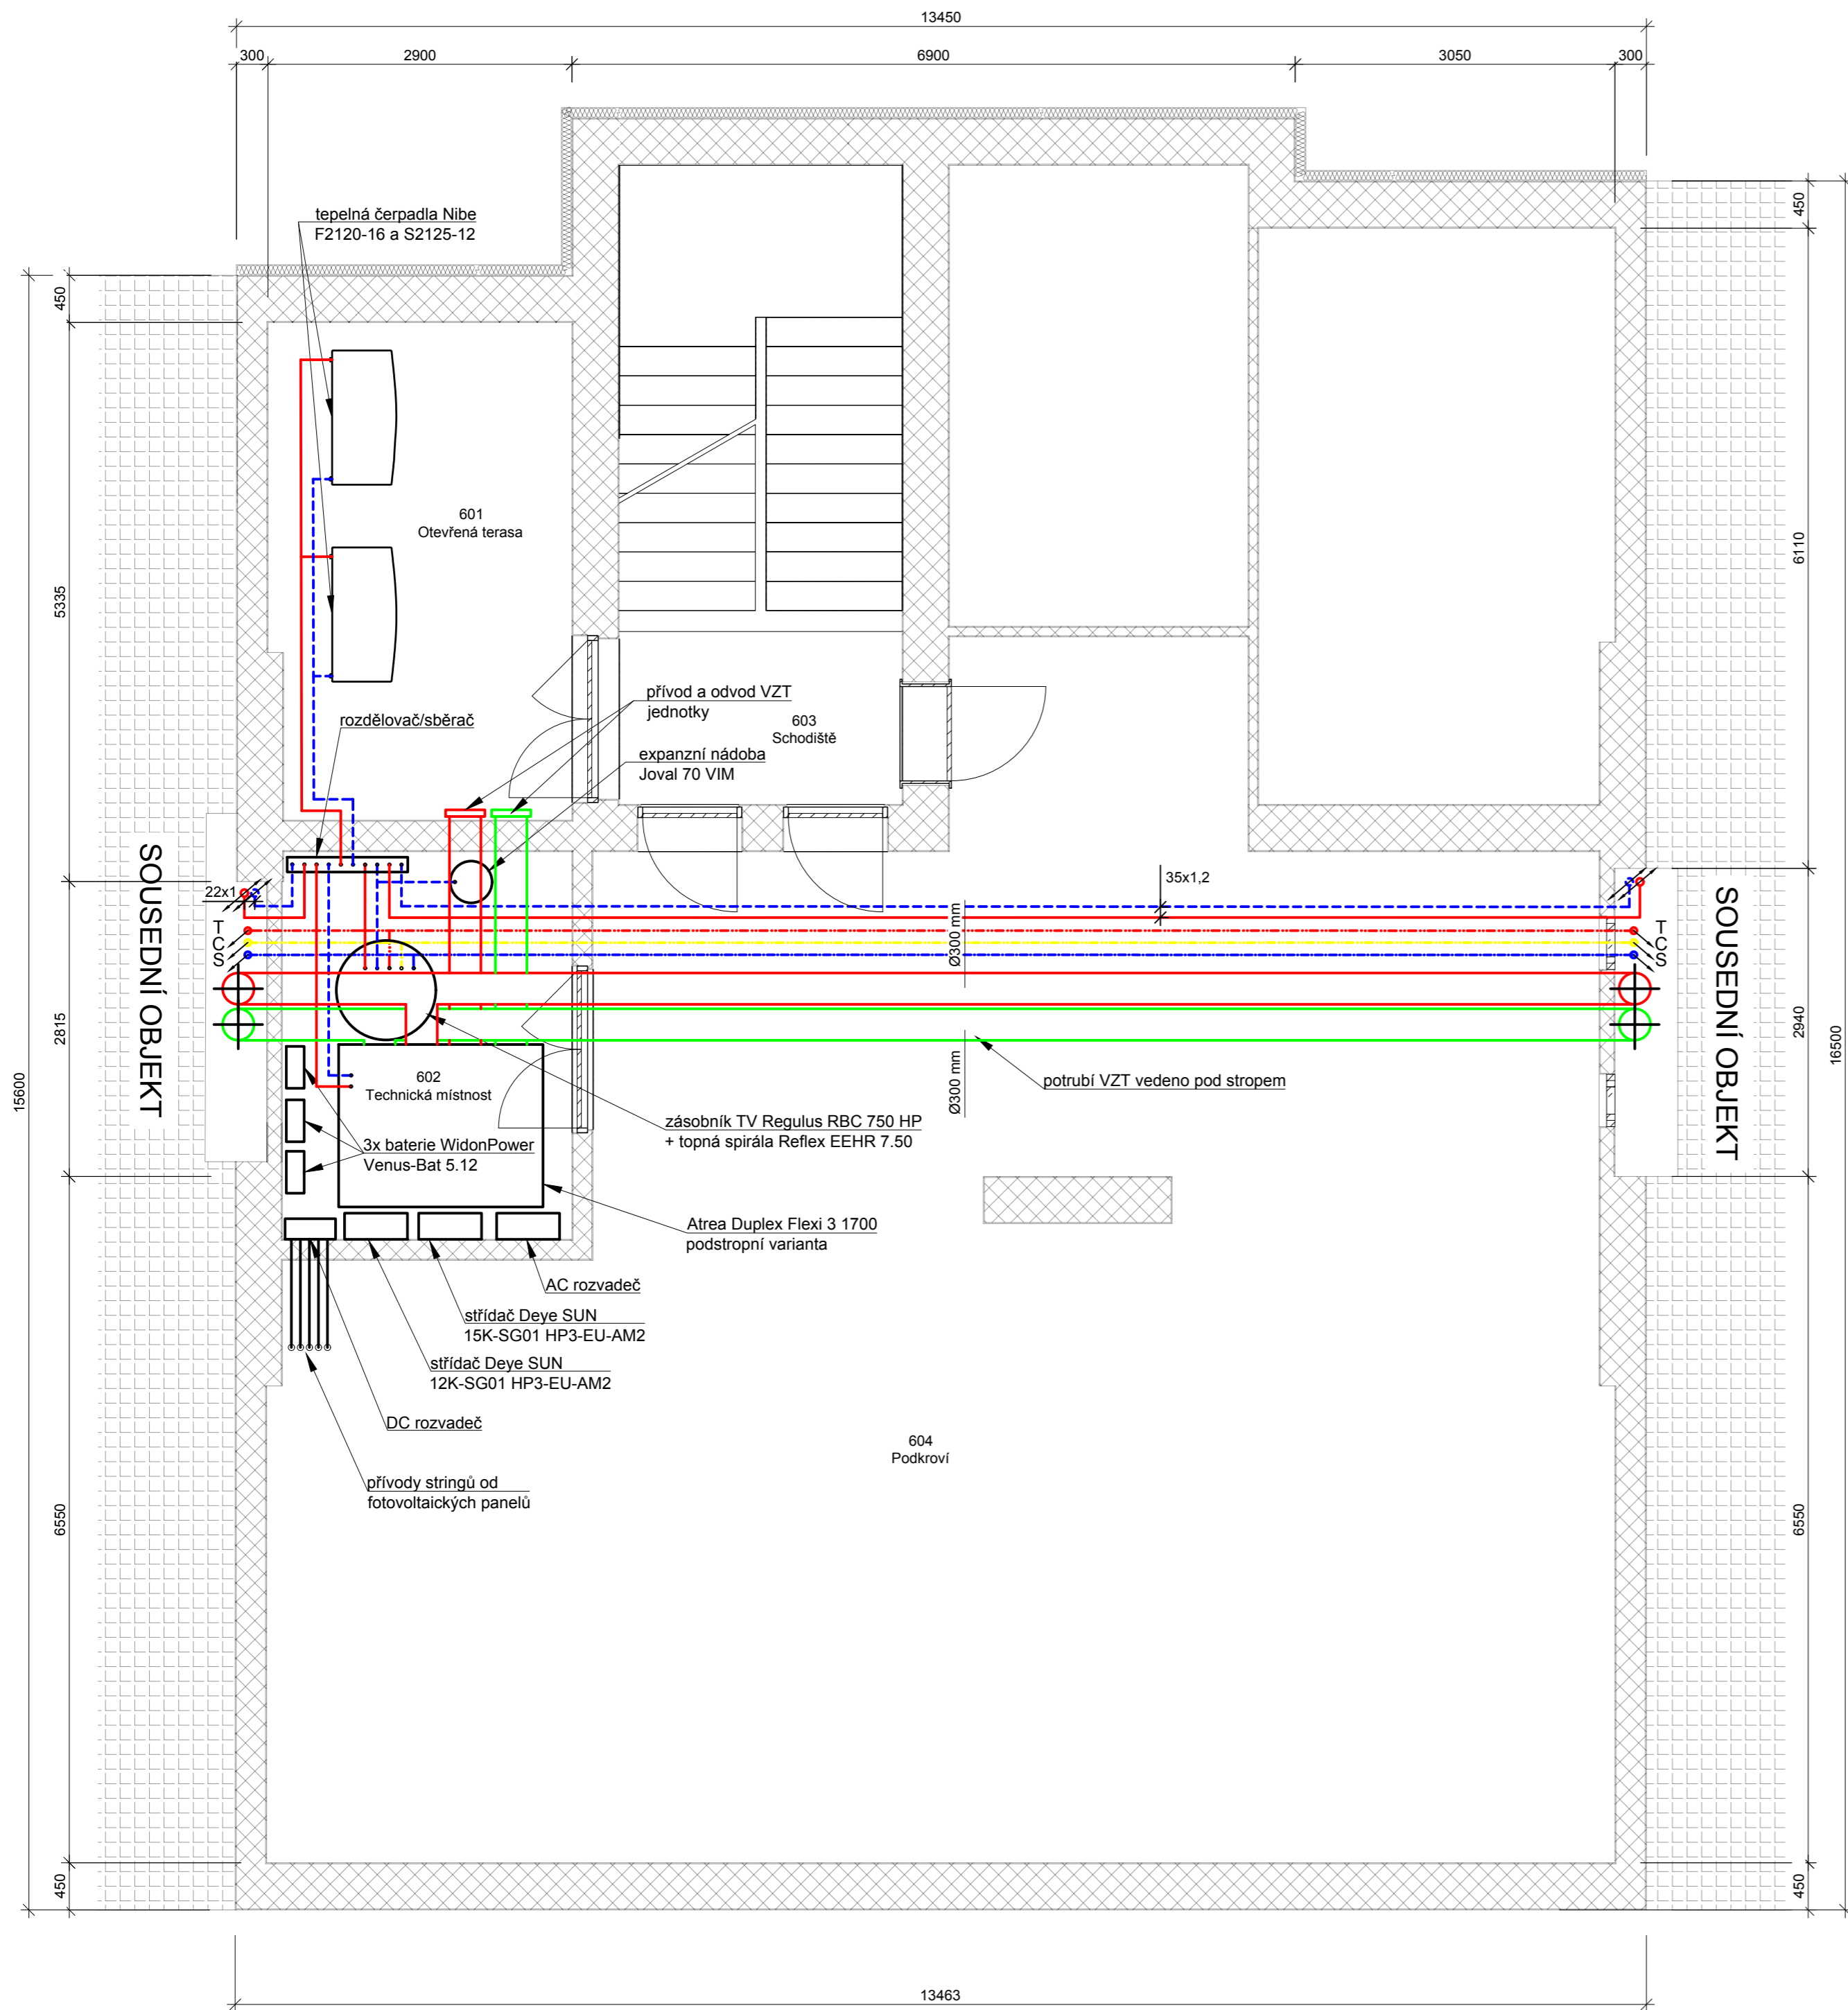 13450
300
2900
6900
3050
300
tepelná čerpadla Nibe
F2120-16 a S2125-12
450
450
601
Otevřená terasa
5335
6110
15600
16500
přívod a odvod VZT
jednotky
603
Schodiště
rozdělovač/sběrač
expanzní nádoba
Joval 70 VIM
SOUSEDNÍ OBJEKT
22x1
35x1,2
SOUSEDNÍ OBJEKT
T
C
S
Ø300 mm
T
C
S
2815
2940
602
Technická místnost
Ø300 mm
potrubí VZT vedeno pod stropem
zásobník TV Regulus RBC 750 HP
+ topná spirála Reflex EEHR 7.50
3x baterie WidonPower
Venus-Bat 5.12
Atrea Duplex Flexi 3 1700
podstropní varianta
AC rozvadeč
střídač Deye SUN
15K-SG01 HP3-EU-AM2
střídač Deye SUN
12K-SG01 HP3-EU-AM2
DC rozvadeč
604
Podkroví
přívody stringů od
fotovoltaických panelů
6550
6550
450
450
13463